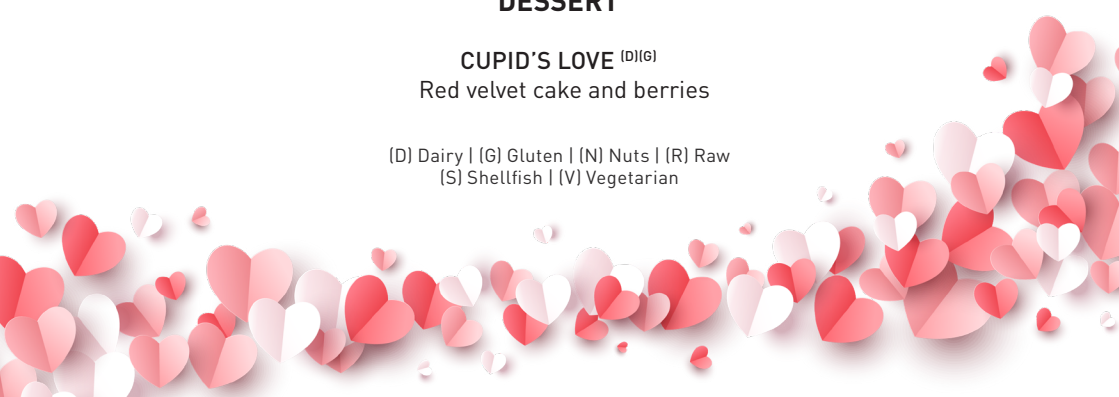 DESSERT
CUPID'S LOVE (D)(G)
Red velvet cake and berries
(D) Dairy | (G) Gluten | (N) Nuts | (R) Raw
(S) Shellfish | (V) Vegetarian